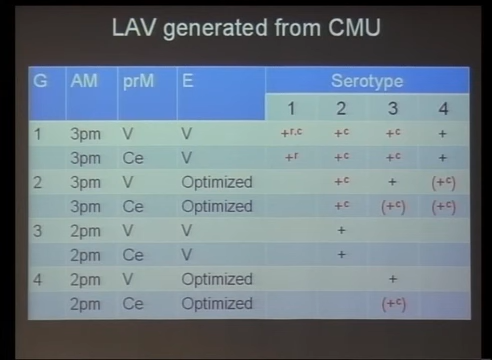 LAV generated from CMU
G AM prM E Serotype
1 2 3 4
1 3pm V V +r,c +c +c +
3pm Ce V +r +c +c +
2 3pm V Optimized +c + (+c)
3pm Ce Optimized +c (+c) (+c)
3 2pm V V +
2pm Ce V +
4 2pm V Optimized +
2pm Ce Optimized (+c)